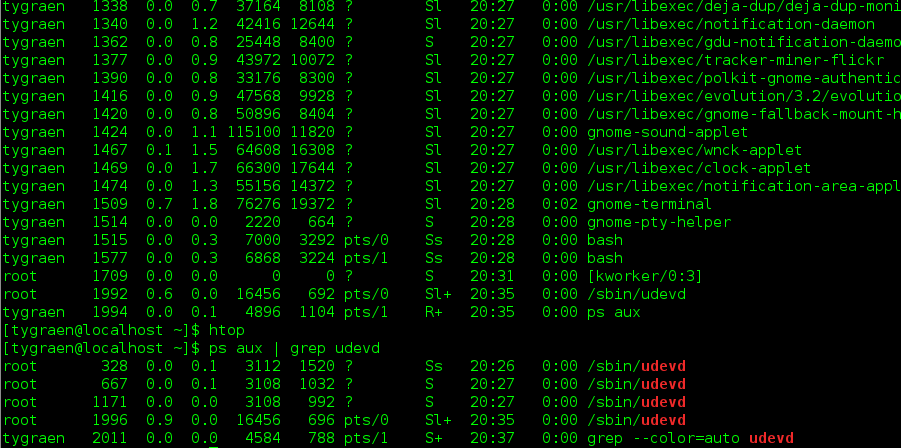 tygraen 1338 0.0 0.7 37164 8108 ? Sl 20:27 0:00 /usr/libexec/deja-dup/deja-dup-moni
tygraen 1340 0.0 1.2 42416 12644 ? Sl 20:27 0:00 /usr/libexec/notification-daemon
tygraen 1362 0.0 0.8 25448 8400 ? S 20:27 0:00 /usr/libexec/gdu-notification-daemo
tygraen 1377 0.0 0.9 43972 10072 ? Sl 20:27 0:00 /usr/libexec/tracker-miner-flickr
tygraen 1390 0.0 0.8 33176 8300 ? Sl 20:27 0:00 /usr/libexec/polkit-gnome-authentic
tygraen 1416 0.0 0.9 47568 9928 ? Sl 20:27 0:00 /usr/libexec/evolution/3.2/evolution
tygraen 1420 0.0 0.8 50896 8404 ? Sl 20:27 0:00 /usr/libexec/gnome-fallback-mount-h
tygraen 1424 0.0 1.1 115100 11820 ? Sl 20:27 0:00 gnome-sound-applet
tygraen 1467 0.1 1.5 64608 16308 ? Sl 20:27 0:00 /usr/libexec/wnck-applet
tygraen 1469 0.0 1.7 66300 17644 ? Sl 20:27 0:00 /usr/libexec/clock-applet
tygraen 1474 0.0 1.3 55156 14372 ? Sl 20:27 0:00 /usr/libexec/notification-area-appl
tygraen 1509 0.7 1.8 76276 19372 ? Sl 20:28 0:02 gnome-terminal
tygraen 1514 0.0 0.0 2220 664 ? S 20:28 0:00 gnome-pty-helper
tygraen 1515 0.0 0.3 7000 3292 pts/0 Ss 20:28 0:00 bash
tygraen 1577 0.0 0.3 6868 3224 pts/1 Ss 20:28 0:00 bash
root 1709 0.0 0.0 0 0 ? S 20:31 0:00 [kworker/0:3]
root 1992 0.6 0.0 16456 692 pts/0 Sl+ 20:35 0:00 /sbin/udevd
tygraen 1994 0.0 0.1 4896 1104 pts/1 R+ 20:35 0:00 ps aux
[tygraen@localhost ~]$ htop
[tygraen@localhost ~]$ ps aux | grep udevd
root 328 0.0 0.1 3112 1520 ? Ss 20:26 0:00 /sbin/udevd
root 667 0.0 0.1 3108 1032 ? S 20:27 0:00 /sbin/udevd
root 1171 0.0 0.0 3108 992 ? S 20:27 0:00 /sbin/udevd
root 1996 0.9 0.0 16456 696 pts/0 Sl+ 20:35 0:00 /sbin/udevd
tygraen 2011 0.0 0.0 4584 788 pts/1 S+ 20:37 0:00 grep --color=auto udevd